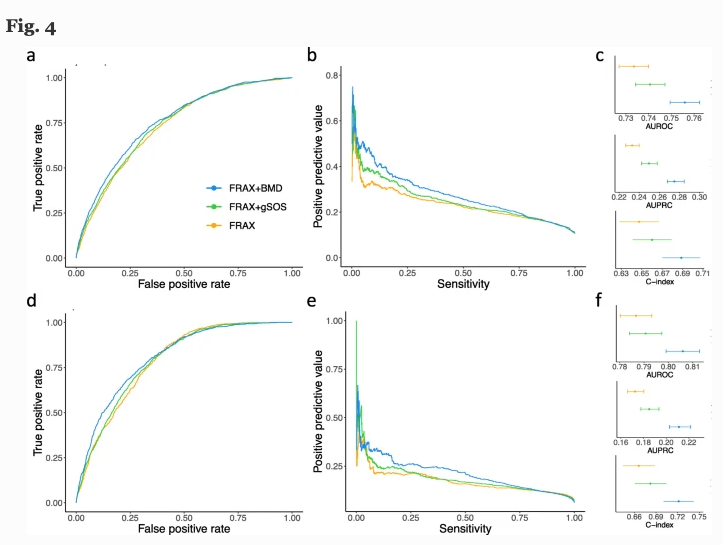 Fig. 4
a
b
c
True positive rate
1.00
0.75
0.50
0.25
0.00
FRAX+BMD
FRAX+gSOS
FRAX
0.00 0.25 0.50 0.75 1.00
False positive rate
Positive predictive value
0.8
0.6
0.4
0.2
0.0
0.00 0.25 0.50 0.75 1.00
Sensitivity
0.73 0.74 0.75 0.76
AUROC
0.22 0.24 0.26 0.28 0.30
AUPRC
0.63 0.65 0.67 0.69 0.71
C-index
d
e
f
True positive rate
1.00
0.75
0.50
0.25
0.00
0.00 0.25 0.50 0.75 1.00
False positive rate
Positive predictive value
1.00
0.75
0.50
0.25
0.00 0.25 0.50 0.75 1.00
Sensitivity
0.78 0.79 0.80 0.81
AUROC
0.16 0.18 0.20 0.22
AUPRC
0.66 0.69 0.72 0.75
C-index